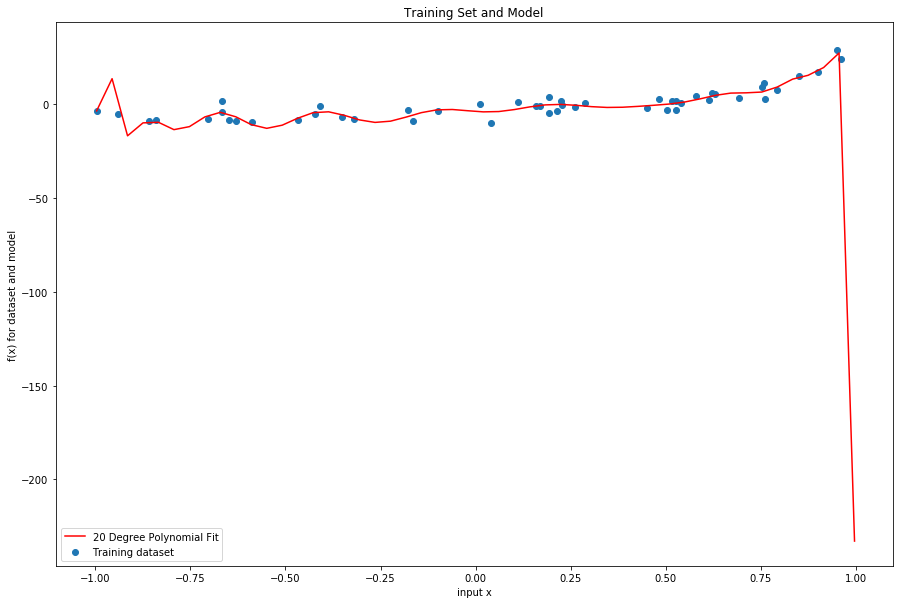 Training Set and Model
f(x) for dataset and model
0
−50
−100
−150
−200
20 Degree Polynomial Fit
Training dataset
−1.00 −0.75 −0.50 −0.25 0.00 0.25 0.50 0.75 1.00
input x